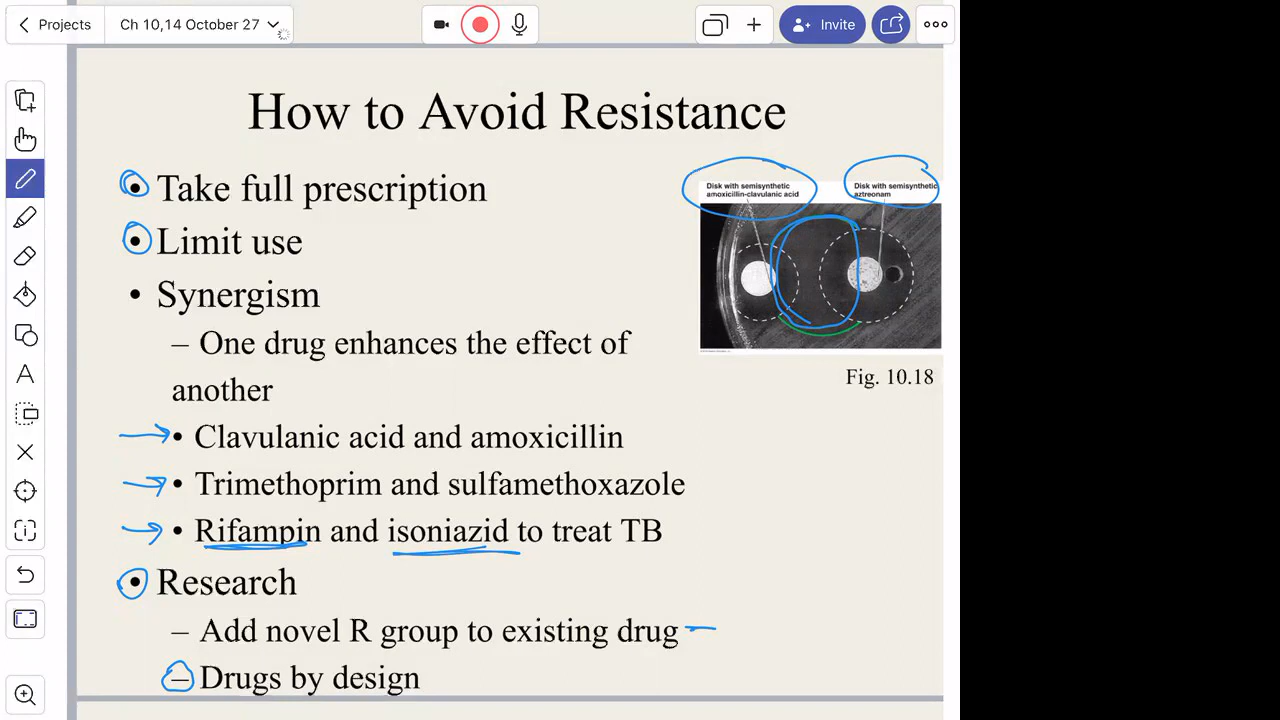 Projects
Ch 10,14 October 27
Invite
How to Avoid Resistance
• Take full prescription
• Limit use
• Synergism
– One drug enhances the effect of
another
• Clavulanic acid and amoxicillin
• Trimethoprim and sulfamethoxazole
• Rifampin and isoniazid to treat TB
• Research
– Add novel R group to existing drug
– Drugs by design
Disk with semisynthetic
amoxicillin-clavulanic acid
Disk with semisynthetic
aztreonam
Fig. 10.18